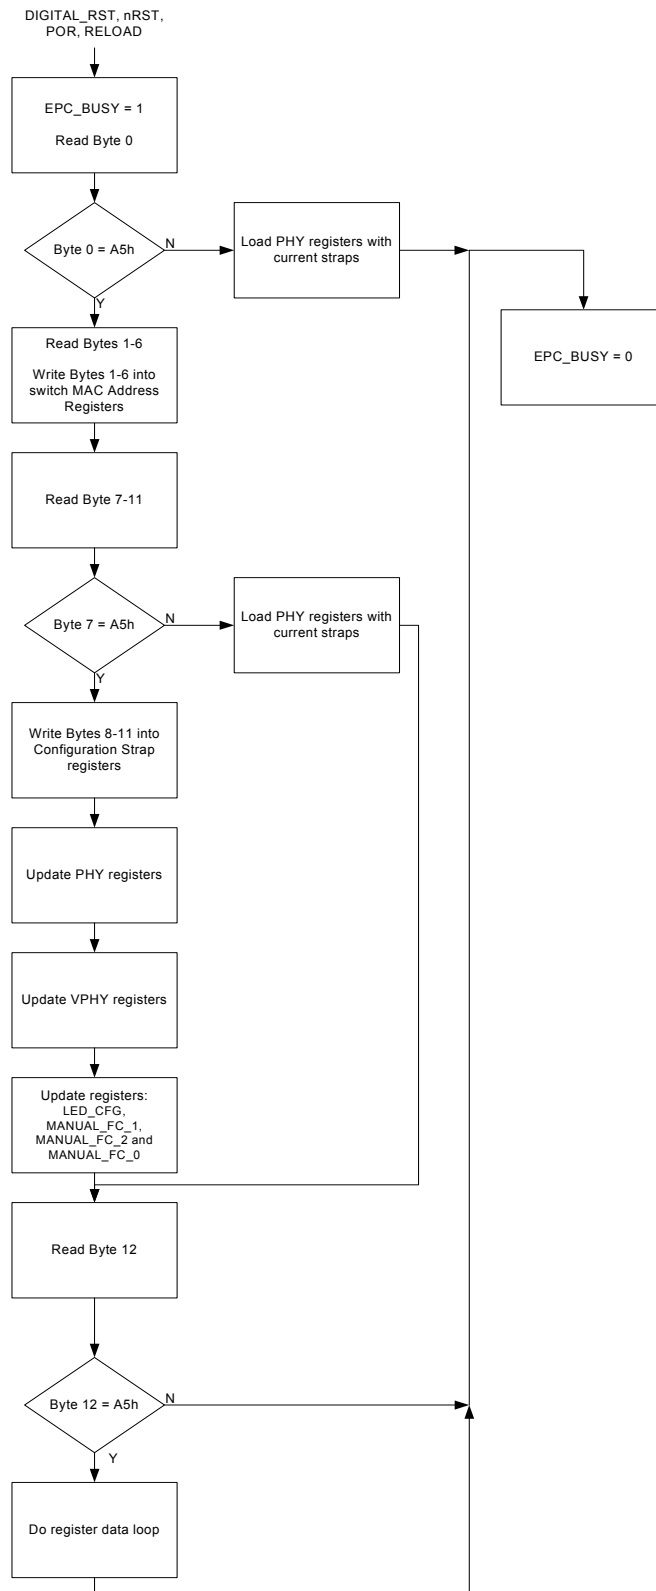 DIGITAL_RST, nRST,
POR, RELOAD
EPC_BUSY = 1
Read Byte 0
Byte 0 = A5h
N
Load PHY registers with
current straps
Y
EPC_BUSY = 0
Read Bytes 1-6
Write Bytes 1-6 into
switch MAC Address
Registers
Read Byte 7-11
Byte 7 = A5h
N
Load PHY registers with
current straps
Y
Write Bytes 8-11 into
Configuration Strap
registers
Update PHY registers
Update VPHY registers
Update registers:
LED_CFG,
MANUAL_FC_1,
MANUAL_FC_2 and
MANUAL_FC_0
Read Byte 12
Byte 12 = A5h
N
Y
Do register data loop